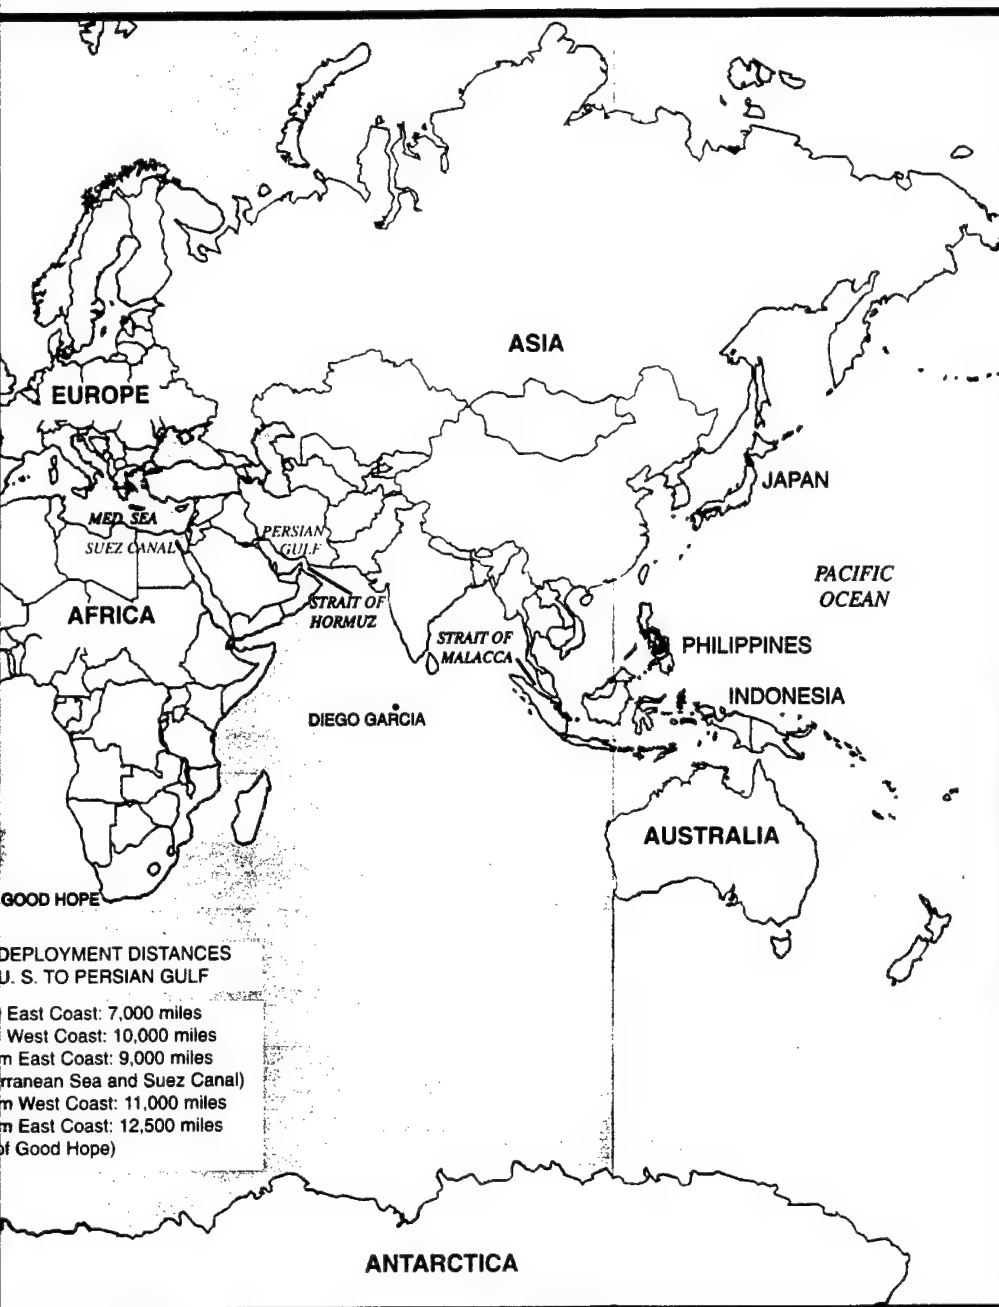 ASIA
EUROPE
JAPAN
MED. SEA
SUEZ CANAL
PERSIAN
GULF
PACIFIC
OCEAN
STRAIT OF
HORMUZ
AFRICA
STRAIT OF
MALACCA
PHILIPPINES
INDONESIA
DIEGO GARCIA
AUSTRALIA
GOOD HOPE
DEPLOYMENT DISTANCES
U. S. TO PERSIAN GULF
East Coast: 7,000 miles
West Coast: 10,000 miles
m East Coast: 9,000 miles
rranean Sea and Suez Canal)
m West Coast: 11,000 miles
m East Coast: 12,500 miles
of Good Hope)
ANTARCTICA